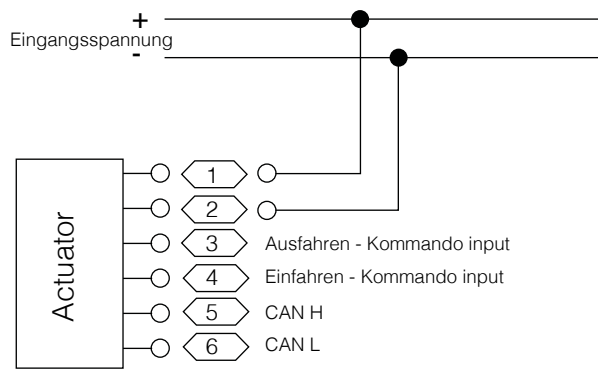 +
Eingangsspannung
-
Actuator
1
2
3 Ausfahren - Kommando input
4 Einfahren - Kommando input
5 CAN H
6 CAN L